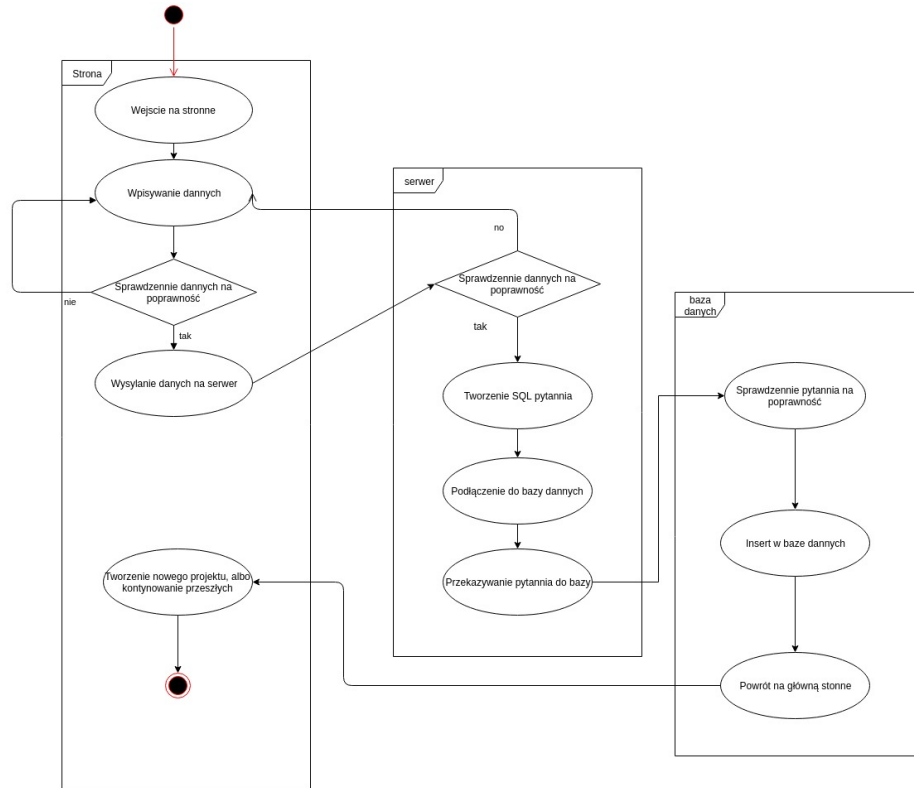 Strona
Wejscie na stronne
Wpisywanie dannych
Sprawdzennie dannych na
poprawność
nie
tak
Wysylanie danych na serwer
Tworzenie nowego projektu, albo
kontynowanie przeszłych
serwer
no
Sprawdzennie dannych na
poprawność
tak
Tworzenie SQL pytannia
Podłączenie do bazy dannych
Przekazywanie pytannia do bazy
baza
danych
Sprawdzennie pytannia na
poprawność
Insert w baze dannych
Powrót na główną stonne